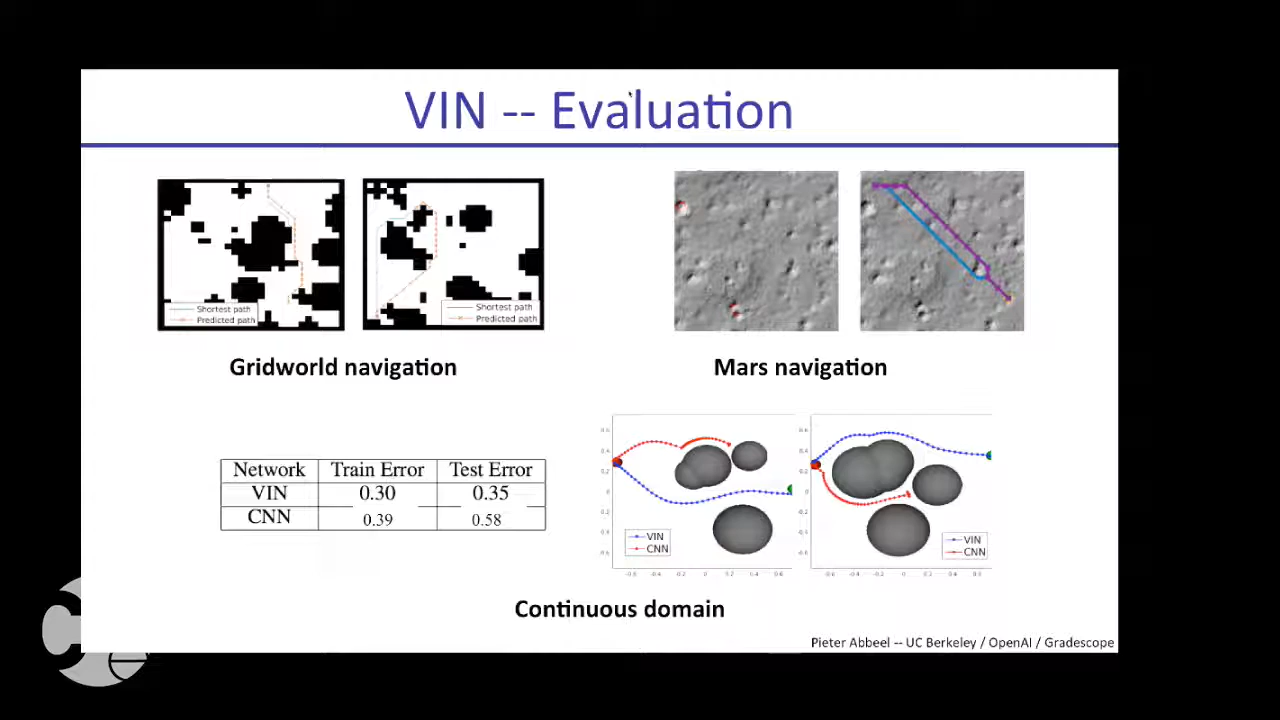 VIN -- Evaluation
Shortest path
Predicted path
Shortest path
Predicted path
Gridworld navigation
Mars navigation
Network Train Error Test Error
VIN 0.30 0.35
CNN 0.39 0.58
VIN
CNN
VIN
CNN
Continuous domain
Pieter Abbeel -- UC Berkeley / OpenAI / Gradescope